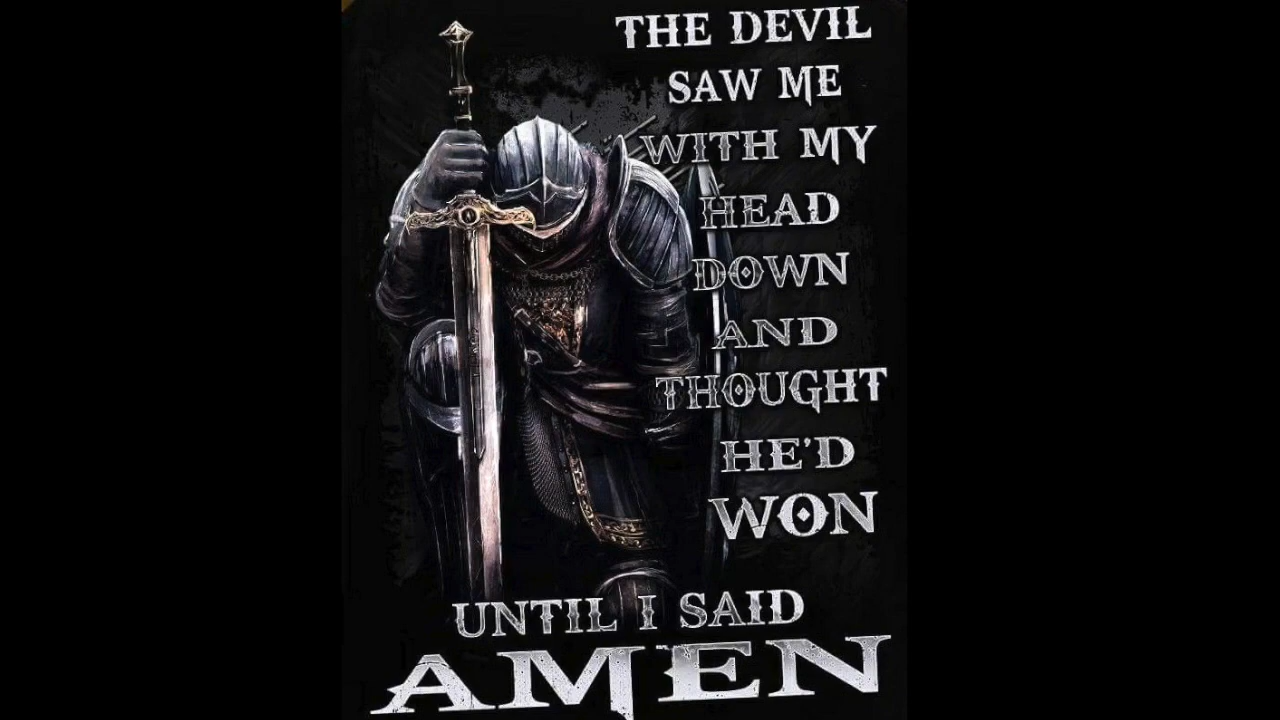 THE DEVIL
SAW ME
WITH MY
HEAD
DOWN
AND
THOUGHT
HE'D
WON
UNTIL I SAID
AMEN